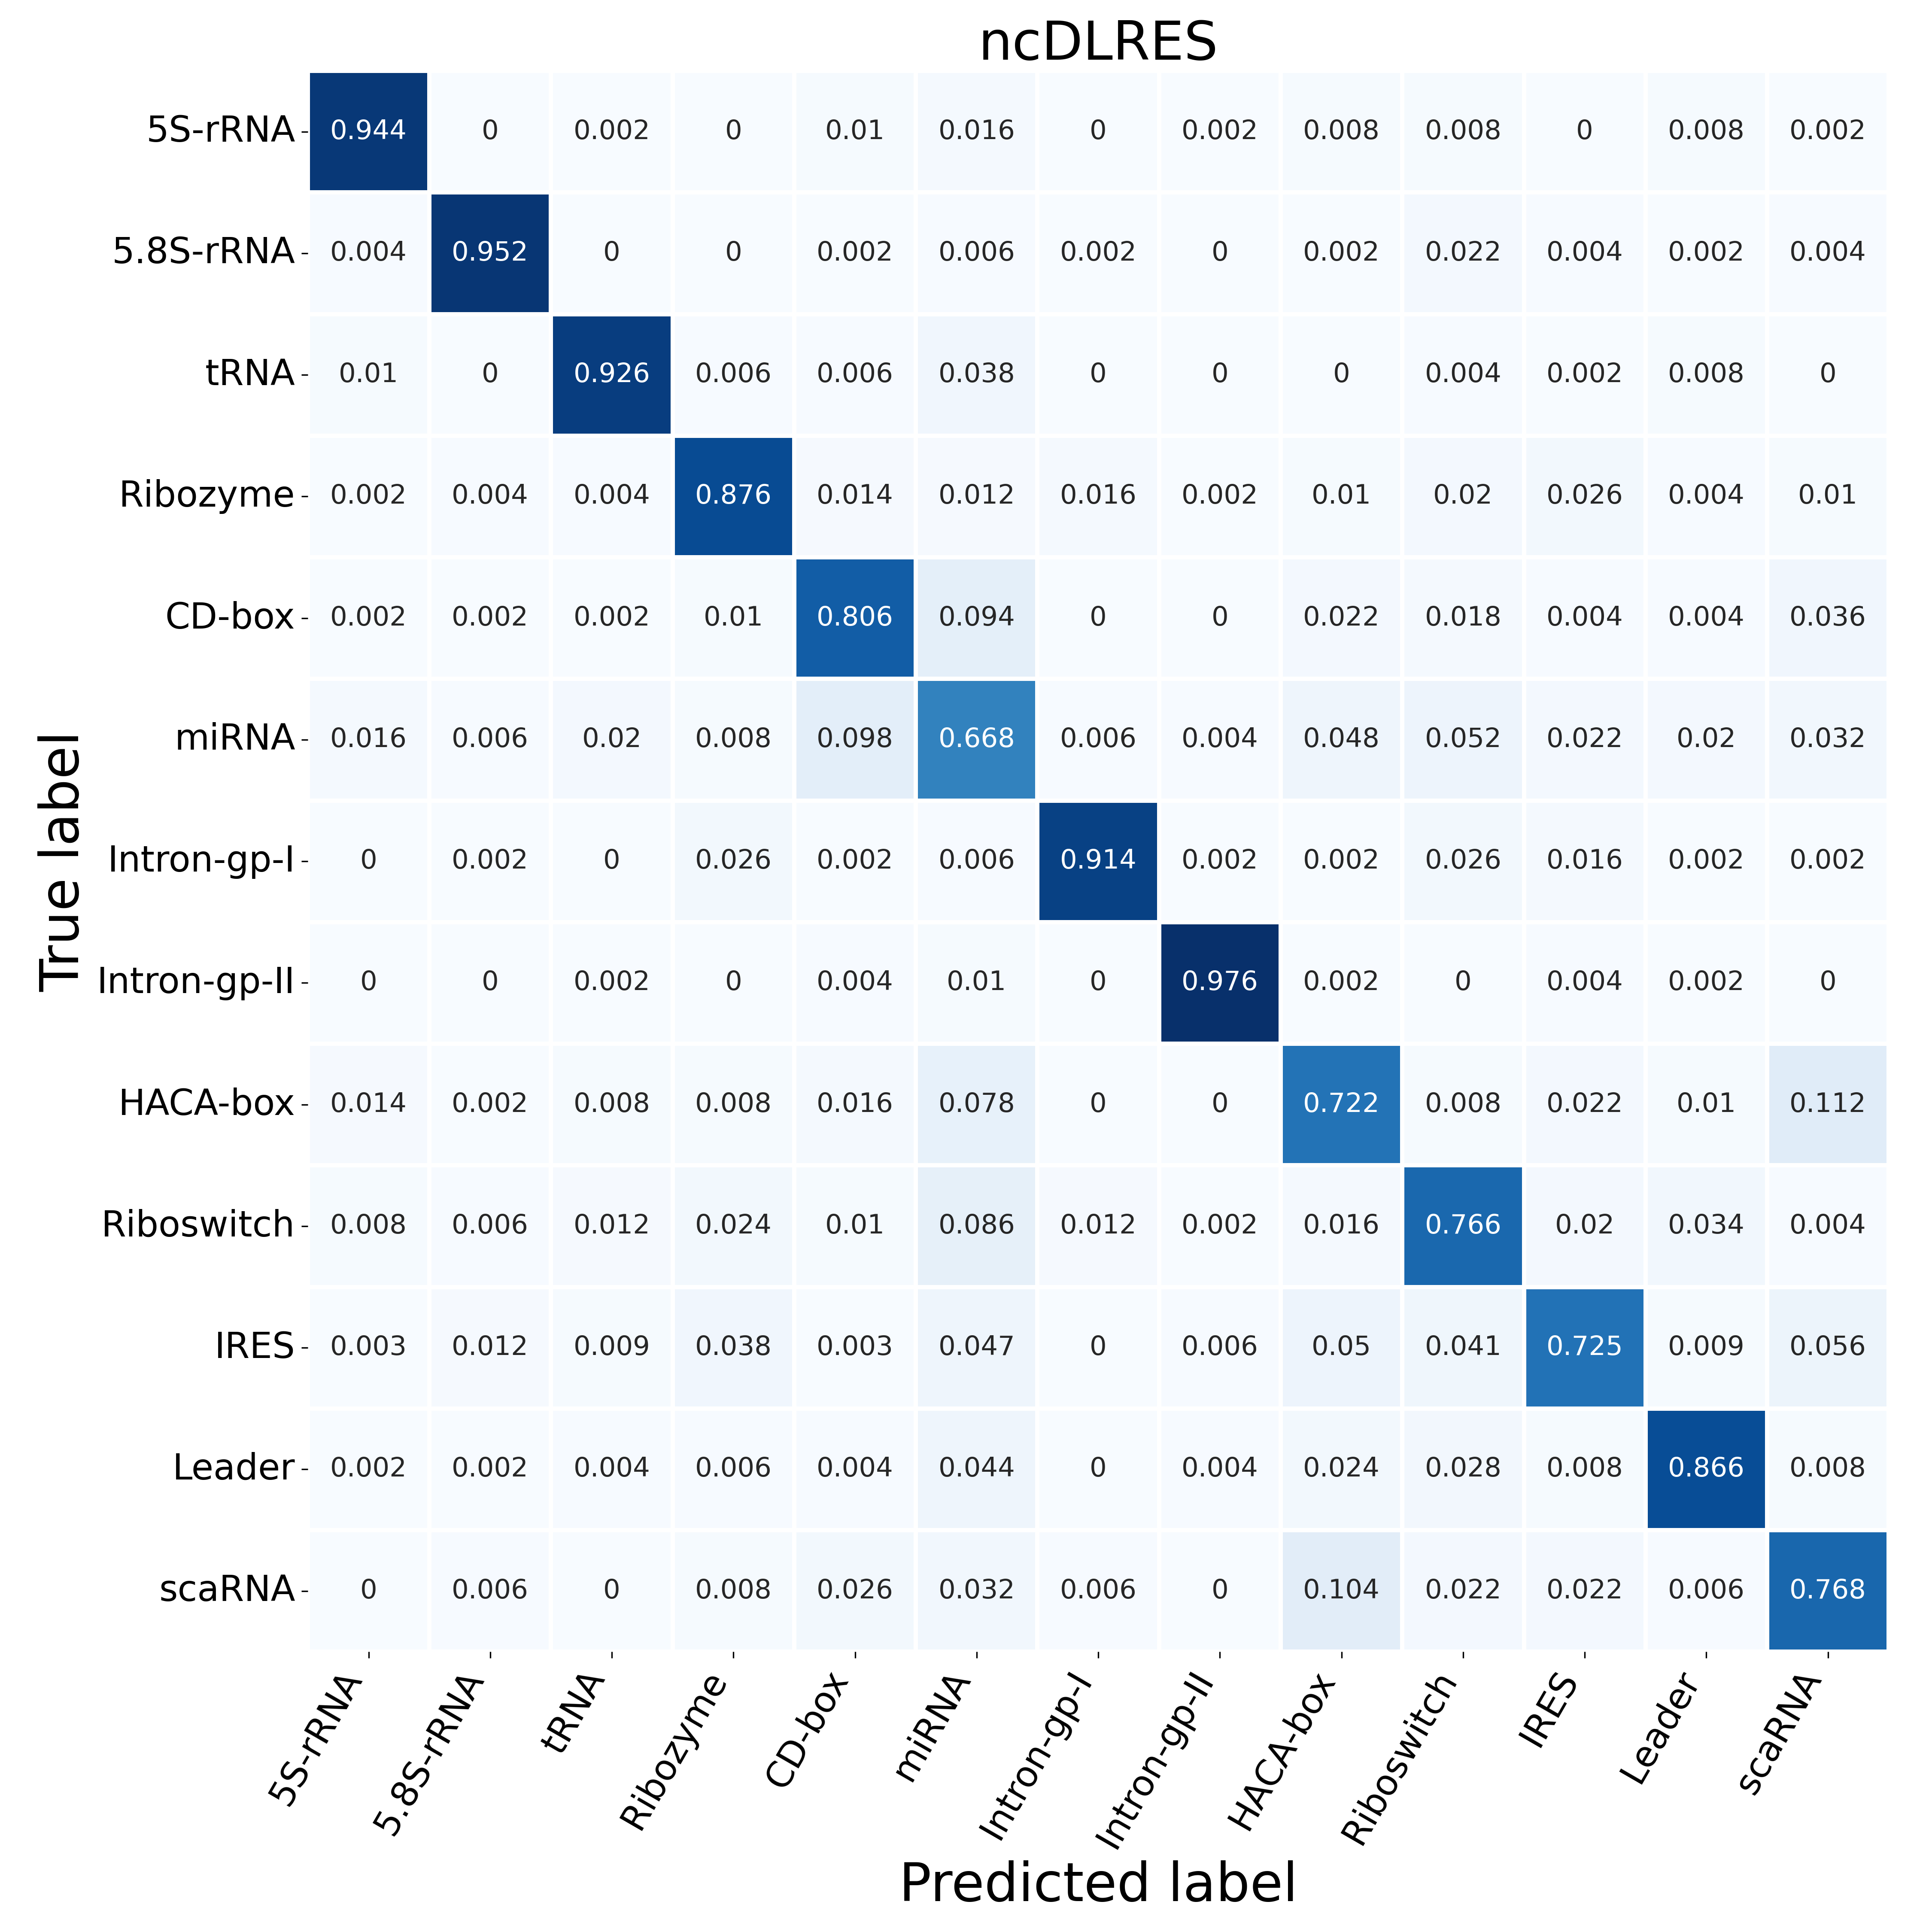 ncDLRES
5S-rRNA 0.944 0 0.002 0 0.01 0.016 0 0.002 0.008 0.008 0 0.008 0.002
5.8S-rRNA 0.004 0.952 0 0 0.002 0.006 0.002 0 0.002 0.022 0.004 0.002 0.004
tRNA 0.01 0 0.926 0.006 0.006 0.038 0 0 0 0.004 0.002 0.008 0
Ribozyme 0.002 0.004 0.004 0.876 0.014 0.012 0.016 0.002 0.01 0.02 0.026 0.004 0.01
CD-box 0.002 0.002 0.002 0.01 0.806 0.094 0 0 0.022 0.018 0.004 0.004 0.036
miRNA 0.016 0.006 0.02 0.008 0.098 0.668 0.006 0.004 0.048 0.052 0.022 0.02 0.032
Intron-gp-I 0 0.002 0 0.026 0.002 0.006 0.914 0.002 0.002 0.026 0.016 0.002 0.002
Intron-gp-II 0 0 0.002 0 0.004 0.01 0 0.976 0.002 0 0.004 0.002 0
HACA-box 0.014 0.002 0.008 0.008 0.016 0.078 0 0 0.722 0.008 0.022 0.01 0.112
Riboswitch 0.008 0.006 0.012 0.024 0.01 0.086 0.012 0.002 0.016 0.766 0.02 0.034 0.004
IRES 0.003 0.012 0.009 0.038 0.003 0.047 0 0.006 0.05 0.041 0.725 0.009 0.056
Leader 0.002 0.002 0.004 0.006 0.004 0.044 0 0.004 0.024 0.028 0.008 0.866 0.008
scaRNA 0 0.006 0 0.008 0.026 0.032 0.006 0 0.104 0.022 0.022 0.006 0.768
True label
5S-rRNA 5.8S-rRNA tRNA Ribozyme CD-box miRNA Intron-gp-I Intron-gp-II HACA-box Riboswitch IRES Leader scaRNA
Predicted label